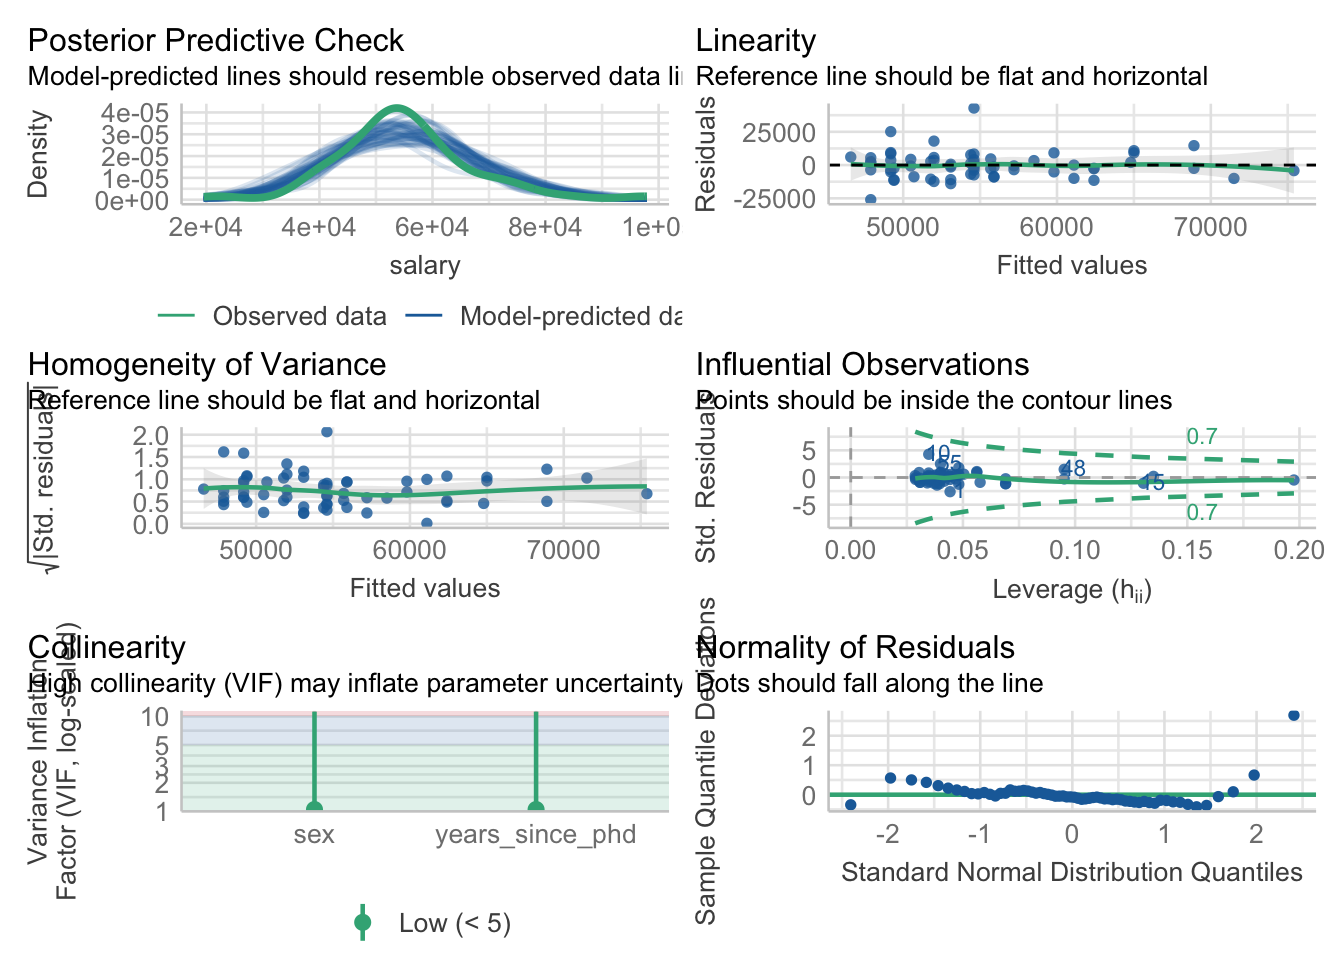 Posterior Predictive Check
Model-predicted lines should resemble observed data li
Density
4e-05
3e-05
2e-05
1e-05
0e+00
2e+04 4e+04 6e+04 8e+04 1e+0
salary
Observed data Model-predicted da
Linearity
Reference line should be flat and horizontal
Residuals
25000
0
-25000
50000 60000 70000
Fitted values
Homogeneity of Variance
Reference line should be flat and horizontal
√|Std. residuals|
2.0
1.5
1.0
0.5
0.0
50000 60000 70000
Fitted values
Influential Observations
Points should be inside the contour lines
Std. Residuals
5
0
-5
0.7
10
48
15
1
0.7
0.00 0.05 0.10 0.15 0.20
Leverage (hii)
Collinearity
High collinearity (VIF) may inflate parameter uncertainty
Variance Inflation
Factor (VIF, log-scaled)
10
5
3
2
1
sex years_since_phd
Low (< 5)
Normality of Residuals
Dots should fall along the line
Sample Quantile Deviations
2
1
0
-2 -1 0 1 2
Standard Normal Distribution Quantiles